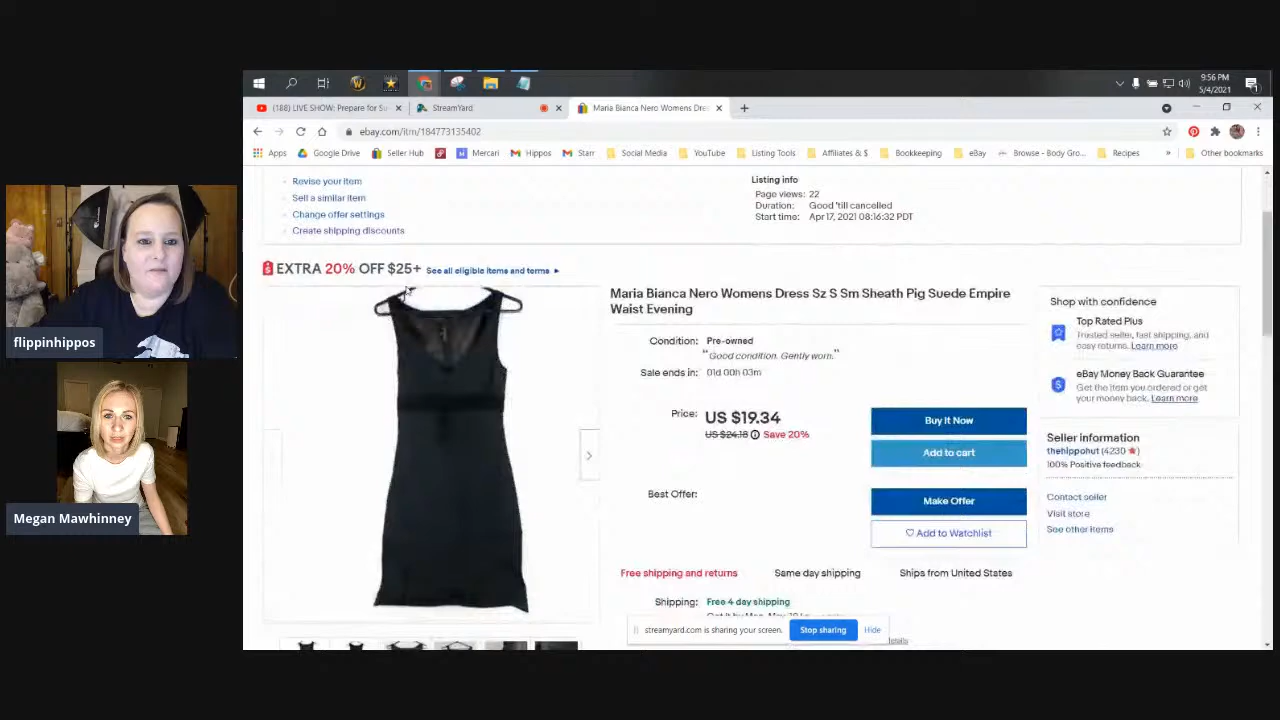 9:56 PM
5/4/2021
(188) LIVE SHOW: Prepare for Su
StreamYard
Maria Bianca Nero Womens Dre
ebay.com/itm/184773135402
Apps
Google Drive
Seller Hub
Mercari
Hippos
Starr
Social Media
YouTube
Listing Tools
Affiliates & $
Bookkeeping
eBay
Browse - Body Gro...
Recipes
»
Other bookmarks
Revise your item
Sell a similar item
Change offer settings
Create shipping discounts
Listing info
Page views: 22
Duration: Good 'till cancelled
Start time: Apr 17, 2021 08:16:32 PDT
EXTRA 20% OFF $25+ See all eligible items and terms ▸
Maria Bianca Nero Womens Dress Sz S Sm Sheath Pig Suede Empire
Waist Evening
Condition: Pre-owned
"Good condition. Gently worn."
Sale ends in: 01d 00h 03m
Price: US $19.34
US $24.18 Save 20%
Buy It Now
Add to cart
Best Offer:
Make Offer
Add to Watchlist
Free shipping and returns
Same day shipping
Ships from United States
Shipping: Free 4 day shipping
streamyard.com is sharing your screen.
Stop sharing
Hide
Shop with confidence
Top Rated Plus
Trusted seller, fast shipping, and
easy returns. Learn more
eBay Money Back Guarantee
Get the item you ordered or get
your money back. Learn more
Seller information
thehippohut (4230)
100% Positive feedback
Contact seller
Visit store
See other items
flippinhippos
Megan Mawhinney